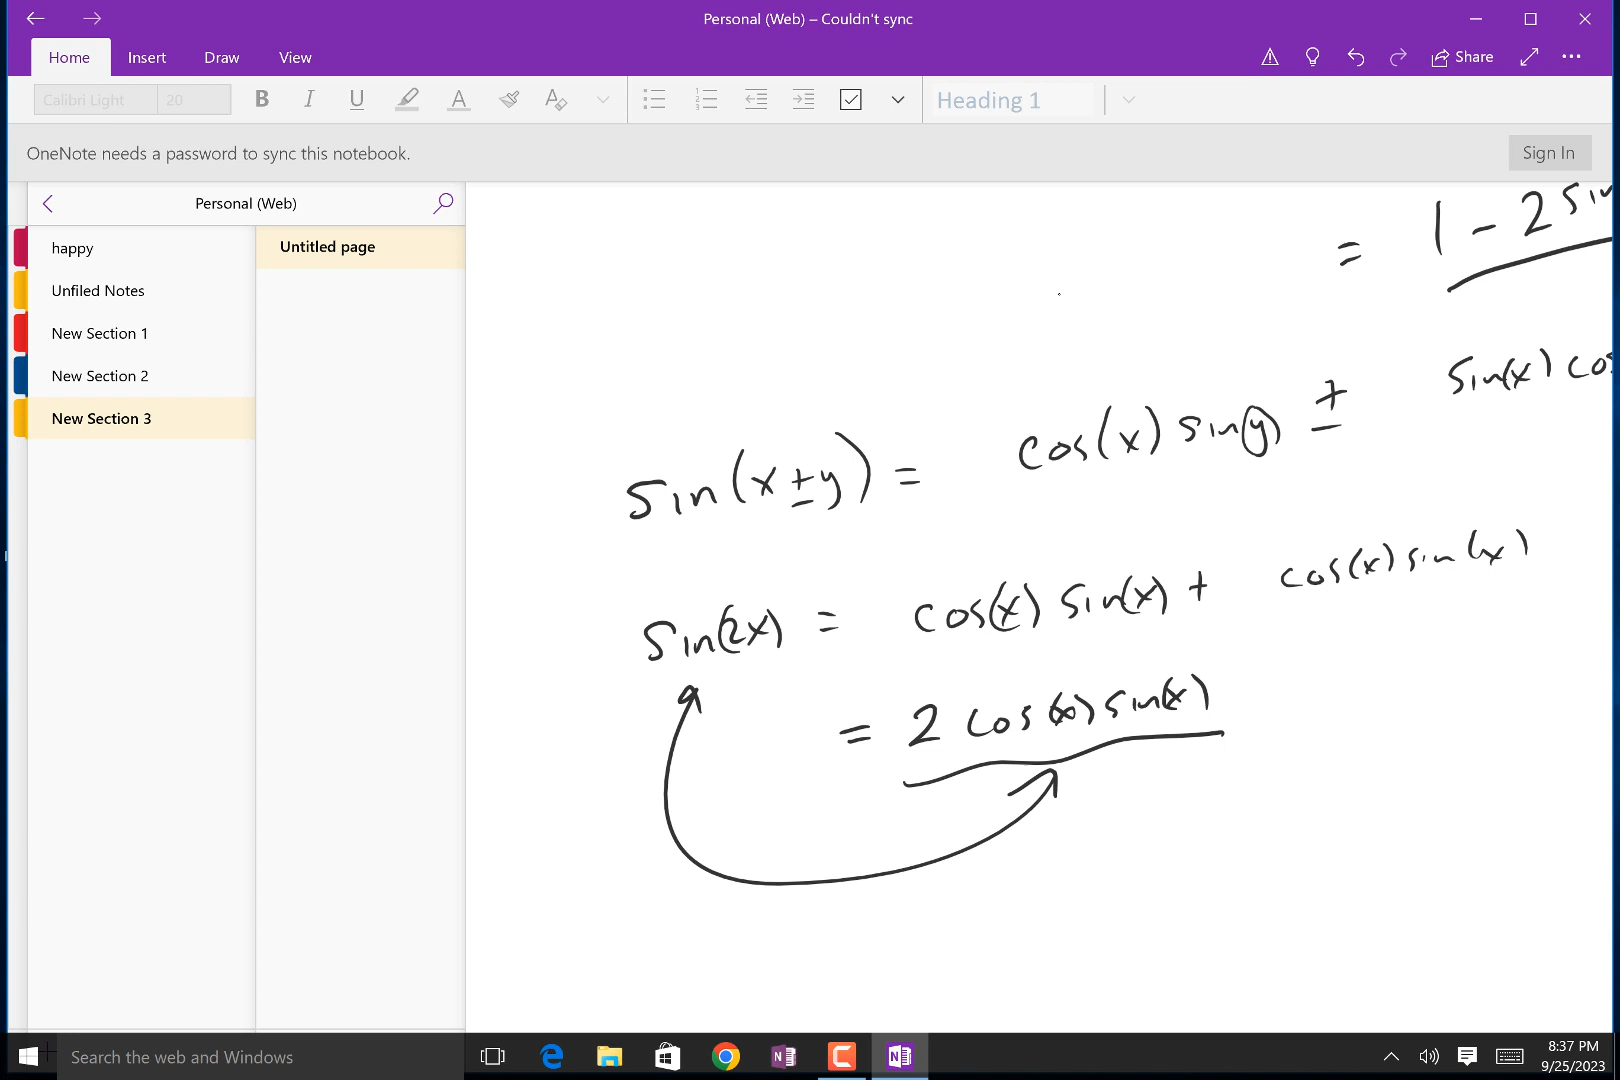 Personal (Web) – Couldn't sync
Home Insert Draw View Share
Calibri Light 20 B I U A Heading 1
OneNote needs a password to sync this notebook. Sign In
Personal (Web)
happy
Unfiled Notes
New Section 1
New Section 2
New Section 3
Untitled page
= 1 - 2 sin
sin(x ± y) = cos(x) sin(y) ± sin(x) cos
sin(2x) = cos(x) sin(x) + cos(x) sin(x)
= 2 cos(x) sin(x)
Search the web and Windows
8:37 PM
9/25/2023